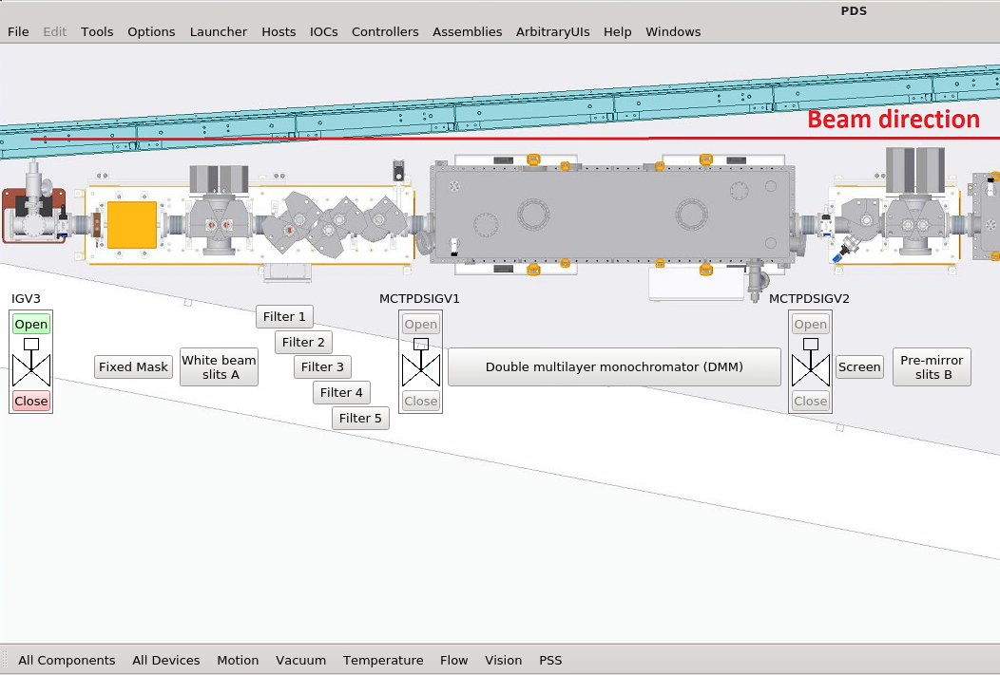 PDS
File Edit Tools Options Launcher Hosts IOCs Controllers Assemblies ArbitraryUIs Help Windows
Beam direction
IGV3
MCTPDSIGV1
MCTPDSIGV2
Open
Filter 1
Open
Open
Filter 2
Fixed Mask
White beam
slits A
Filter 3
Double multilayer monochromator (DMM)
Screen
Pre-mirror
slits B
Filter 4
Close
Close
Close
Filter 5
All Components All Devices Motion Vacuum Temperature Flow Vision PSS